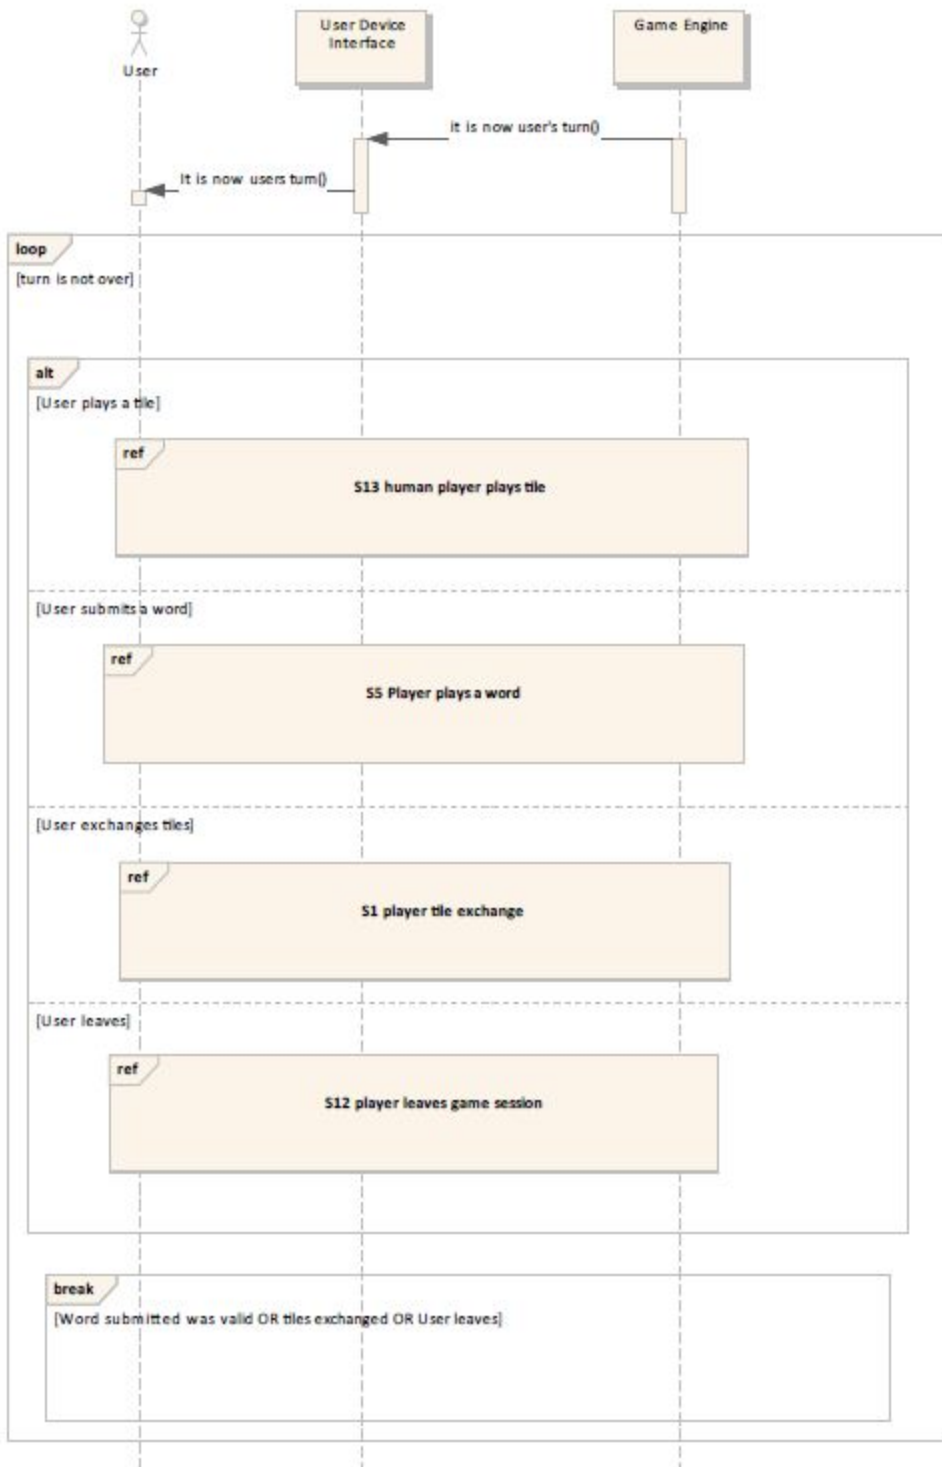 User
User Device
Interface
Game Engine
it is now user's turn()
It is now users turn()
loop
[turn is not over]
alt
[User plays a tile]
ref
S13 human player plays tile
[User submits a word]
ref
S5 Player plays a word
[User exchanges tiles]
ref
S1 player tile exchange
[User leaves]
ref
S12 player leaves game session
break
[Word submitted was valid OR tiles exchanged OR User leaves]